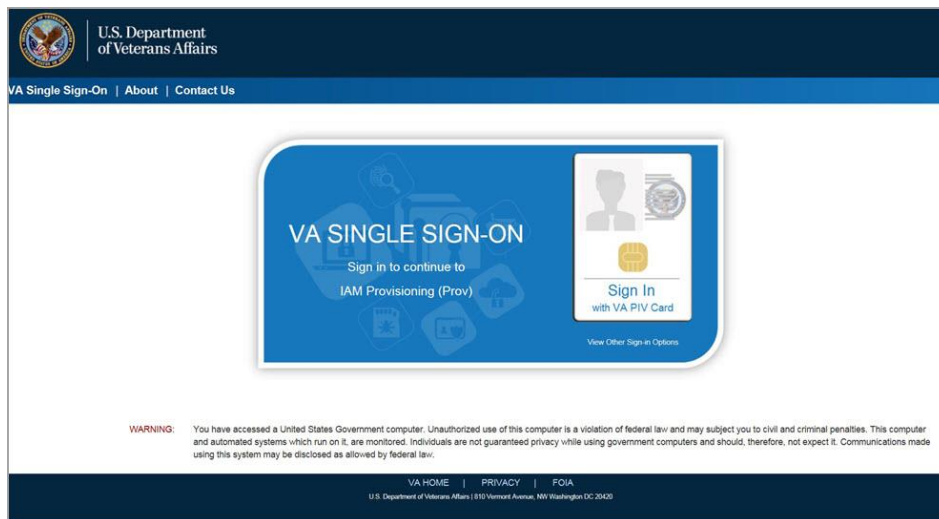 U.S. Department
of Veterans Affairs
VA Single Sign-On | About | Contact Us
VA SINGLE SIGN-ON
Sign in to continue to
IAM Provisioning (Prov)
Sign In
with VA PIV Card
View Other Sign-in Options
WARNING: You have accessed a United States Government computer. Unauthorized use of this computer is a violation of federal law and may subject you to civil and criminal penalties. This computer
and automated systems which run on it, are monitored. Individuals are not guaranteed privacy while using government computers and should, therefore, not expect it. Communications made
using this system may be disclosed as allowed by federal law.
VA HOME | PRIVACY | FOIA
U.S. Department of Veterans Affairs | 810 Vermont Avenue, NW Washington DC 20420